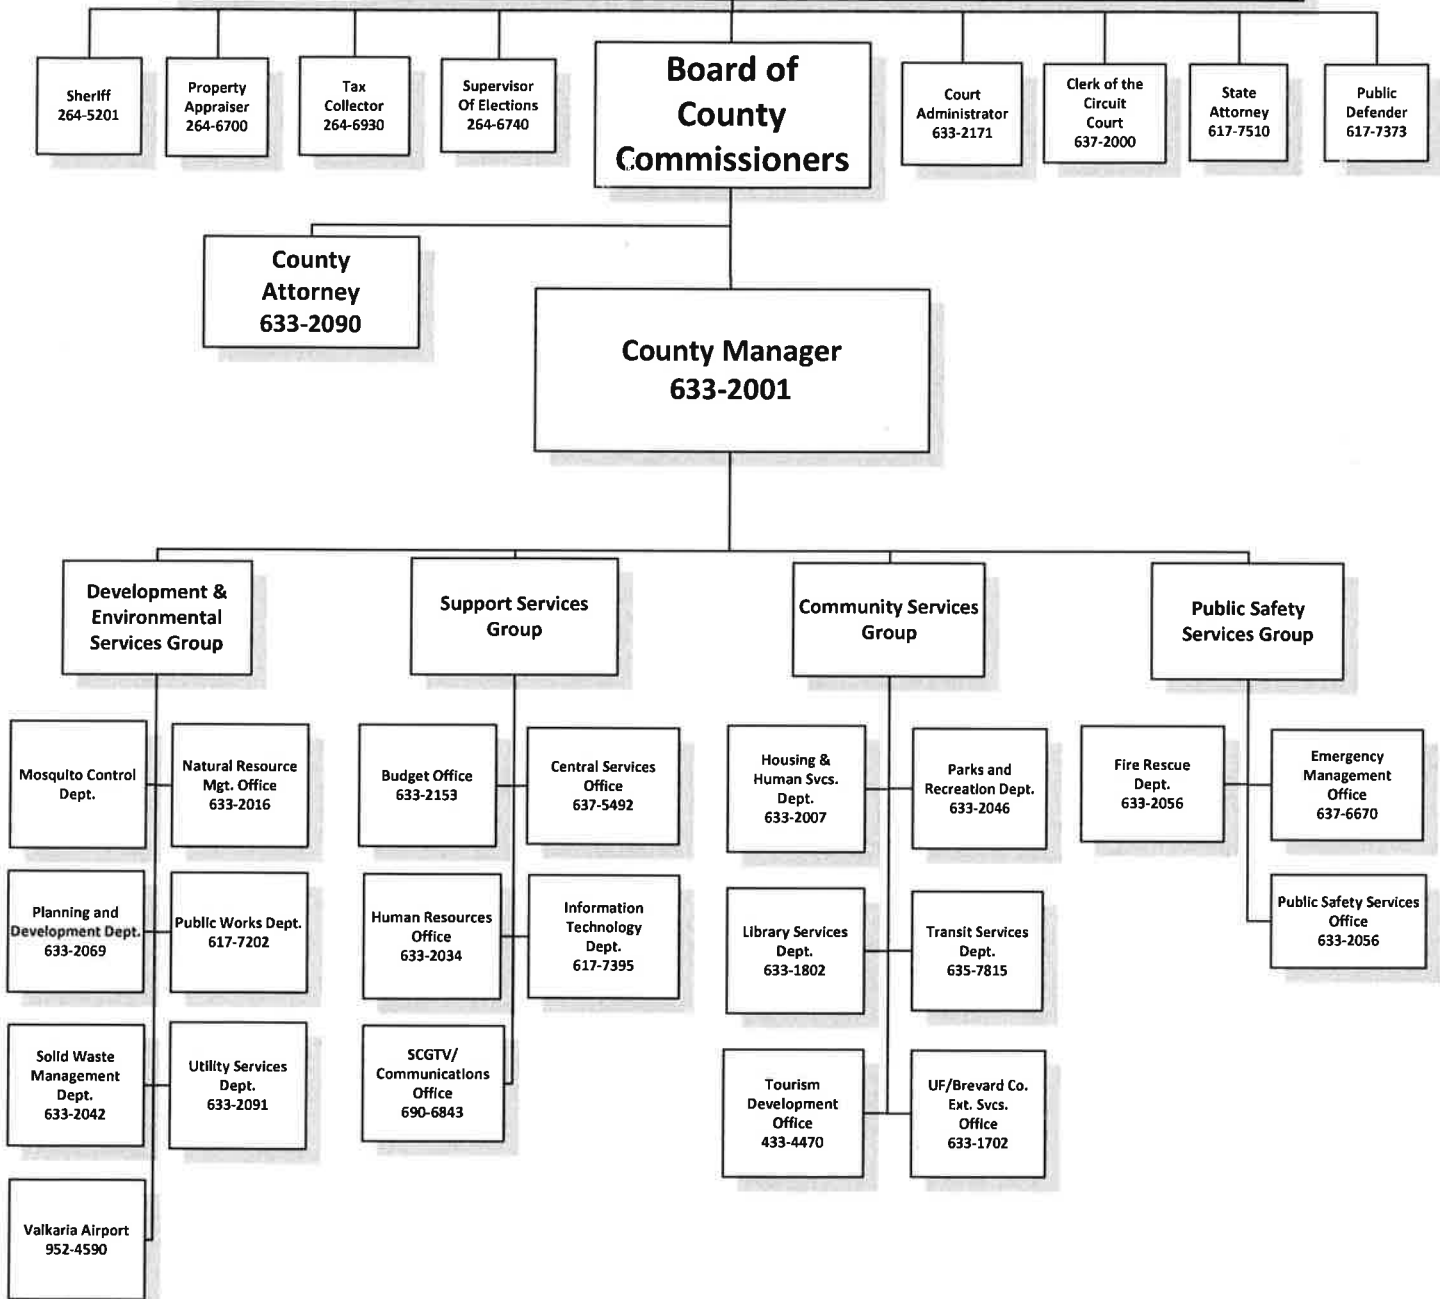 Sheriff
264-5201
Property
Appraiser
264-6700
Tax
Collector
264-6930
Supervisor
Of Elections
264-6740
Board of
County
Commissioners
Court
Administrator
633-2171
Clerk of the
Circuit
Court
637-2000
State
Attorney
617-7510
Public
Defender
617-7373
County
Attorney
633-2090
County Manager
633-2001
Development &
Environmental
Services Group
Support Services
Group
Community Services
Group
Public Safety
Services Group
Mosquito Control
Dept.
Natural Resource
Mgt. Office
633-2016
Budget Office
633-2153
Central Services
Office
637-5492
Housing &
Human Svcs.
Dept.
633-2007
Parks and
Recreation Dept.
633-2046
Fire Rescue
Dept.
633-2056
Emergency
Management
Office
637-6670
Planning and
Development Dept.
633-2069
Public Works Dept.
617-7202
Human Resources
Office
633-2034
Information
Technology
Dept.
617-7395
Library Services
Dept.
633-1802
Transit Services
Dept.
635-7815
Public Safety Services
Office
633-2056
Solid Waste
Management
Dept.
633-2042
Utility Services
Dept.
633-2091
SCGTV/
Communications
Office
690-6843
Tourism
Development
Office
433-4470
UF/Brevard Co.
Ext. Svcs.
Office
633-1702
Valkaria Airport
952-4590